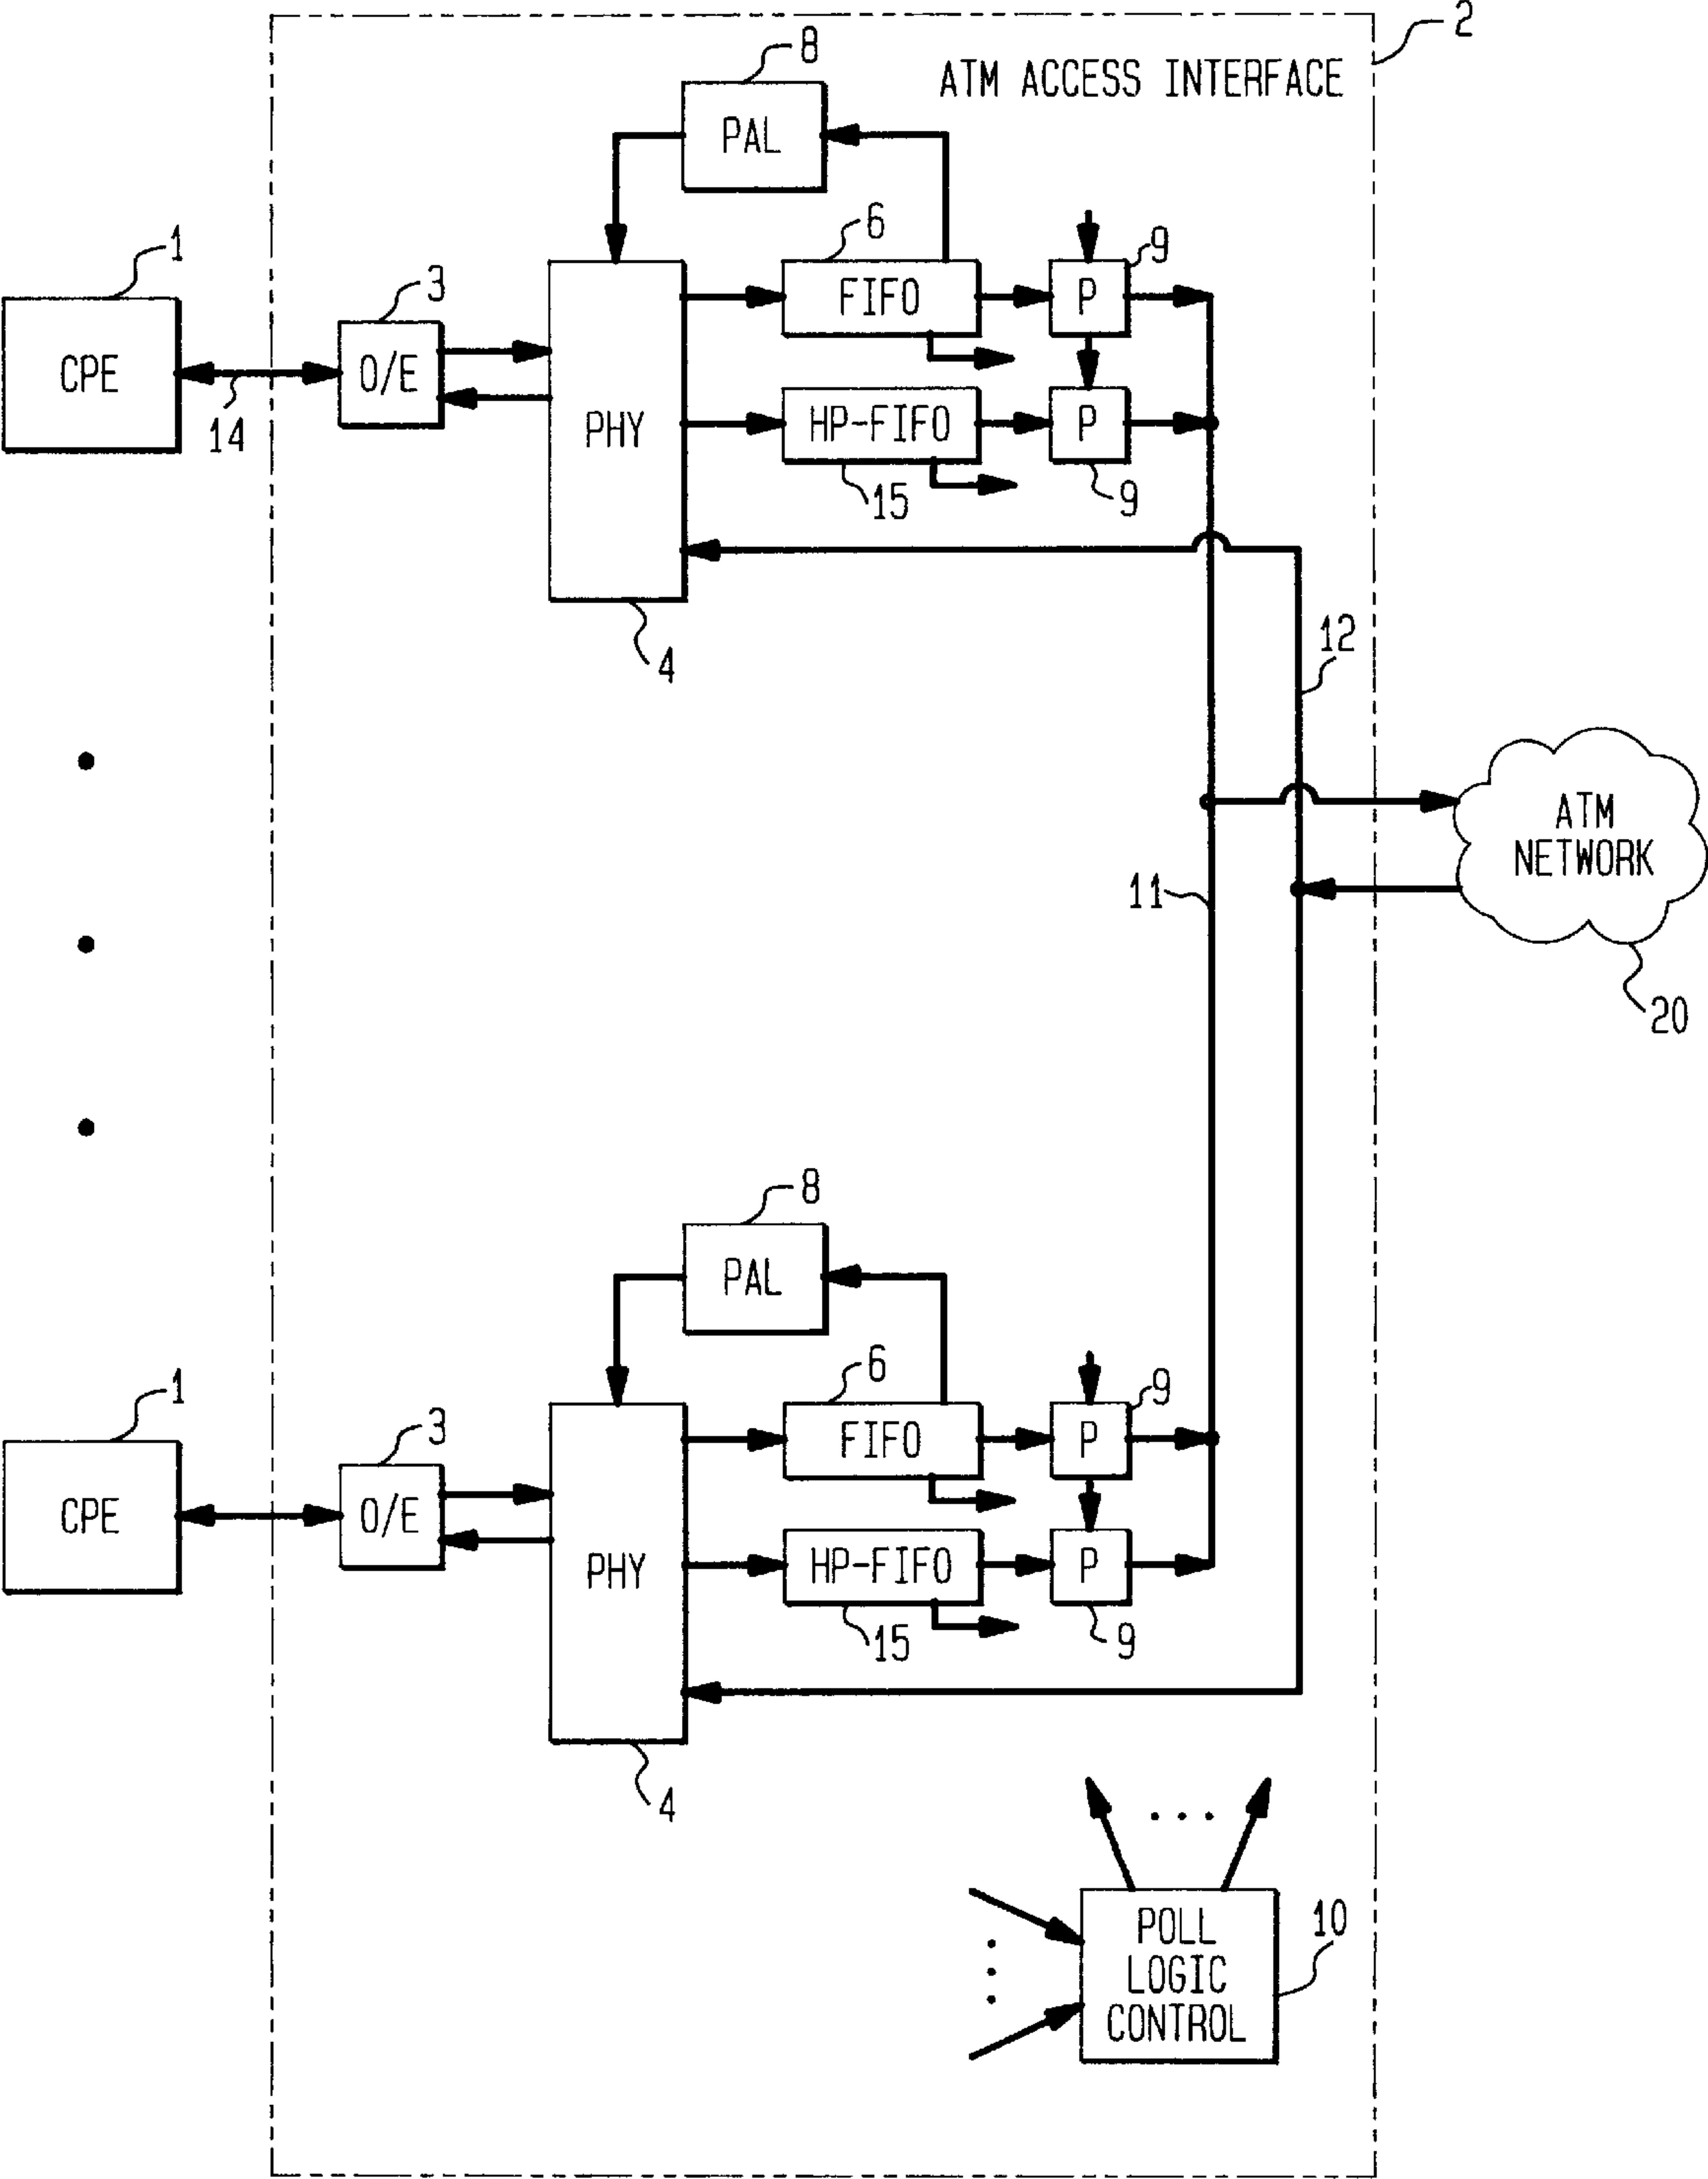 2
ATM ACCESS INTERFACE
8
PAL
6
FIFO
9
P
1
CPE
14
3
O/E
PHY
HP-FIFO
15
P
9
4
12
ATM
NETWORK
20
11
8
PAL
6
FIFO
9
P
1
CPE
3
O/E
PHY
HP-FIFO
15
P
9
4
POLL
LOGIC
CONTROL
10